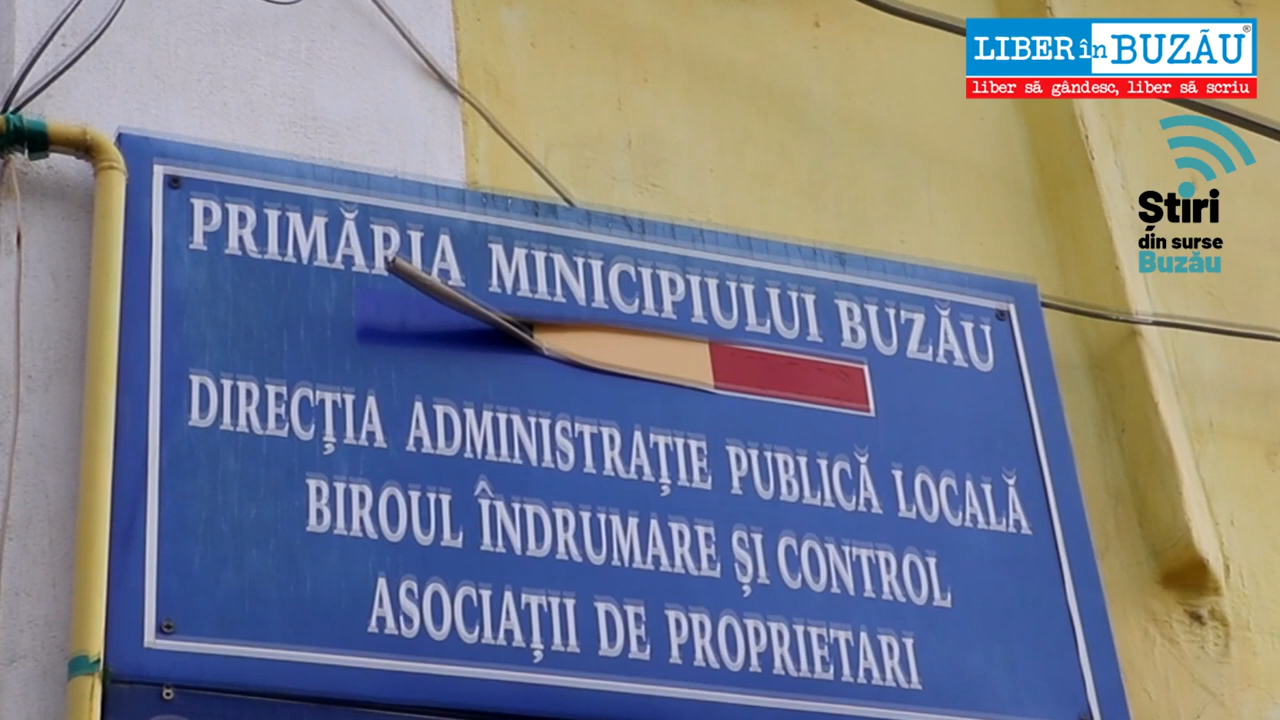 LIBER în BUZĂU®
liber să gândesc, liber să scriu
Știri
din surse
Buzău
PRIMĂRIA MINICIPIULUI BUZĂU
DIRECȚIA ADMINISTRAȚIE PUBLICĂ LOCALĂ
BIROUL ÎNDRUMARE ȘI CONTROL
ASOCIAȚII DE PROPRIETARI